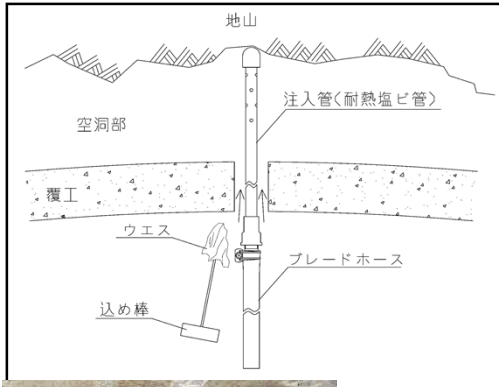 地山
注入管(耐熱塩ビ管)
空洞部
覆工
ウエス
ブレードホース
込め棒